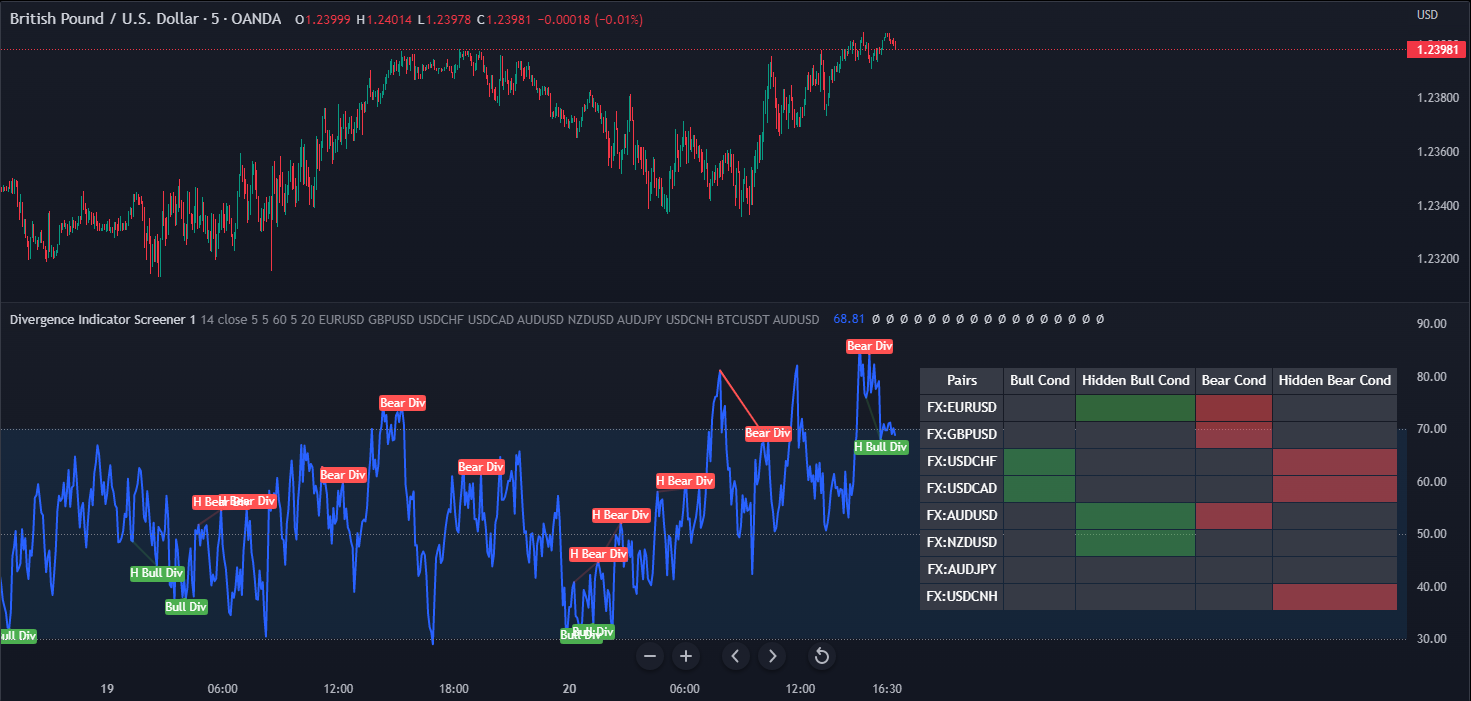 British Pound / U.S. Dollar · 5 · OANDA O1.23999 H1.24014 L1.23978 C1.23981 −0.00018 (−0.01%)
USD
1.23981
1.23800
1.23600
1.23400
1.23200
Divergence Indicator Screener 1 14 close 5 5 60 5 20 EURUSD GBPUSD USDCHF USDCAD AUDUSD NZDUSD AUDJPY USDCNH BTCUSDT AUDUSD 68.81 Ø Ø Ø Ø Ø Ø Ø Ø Ø Ø Ø Ø Ø Ø Ø Ø Ø
90.00
80.00
70.00
60.00
50.00
40.00
30.00
Bear Div
Bear Div
Bear Div
H Bull Div
Bear Div
Bear Div
H Bear Div
H Bear Div
Bear Div
H Bear Div
H Bear Div
H Bull Div
Bull Div
Bull Div
Bull Div
Pairs Bull Cond Hidden Bull Cond Bear Cond Hidden Bear Cond
FX:EURUSD
FX:GBPUSD
FX:USDCHF
FX:USDCAD
FX:AUDUSD
FX:NZDUSD
FX:AUDJPY
FX:USDCNH
19 06:00 12:00 18:00 20 06:00 12:00 16:30